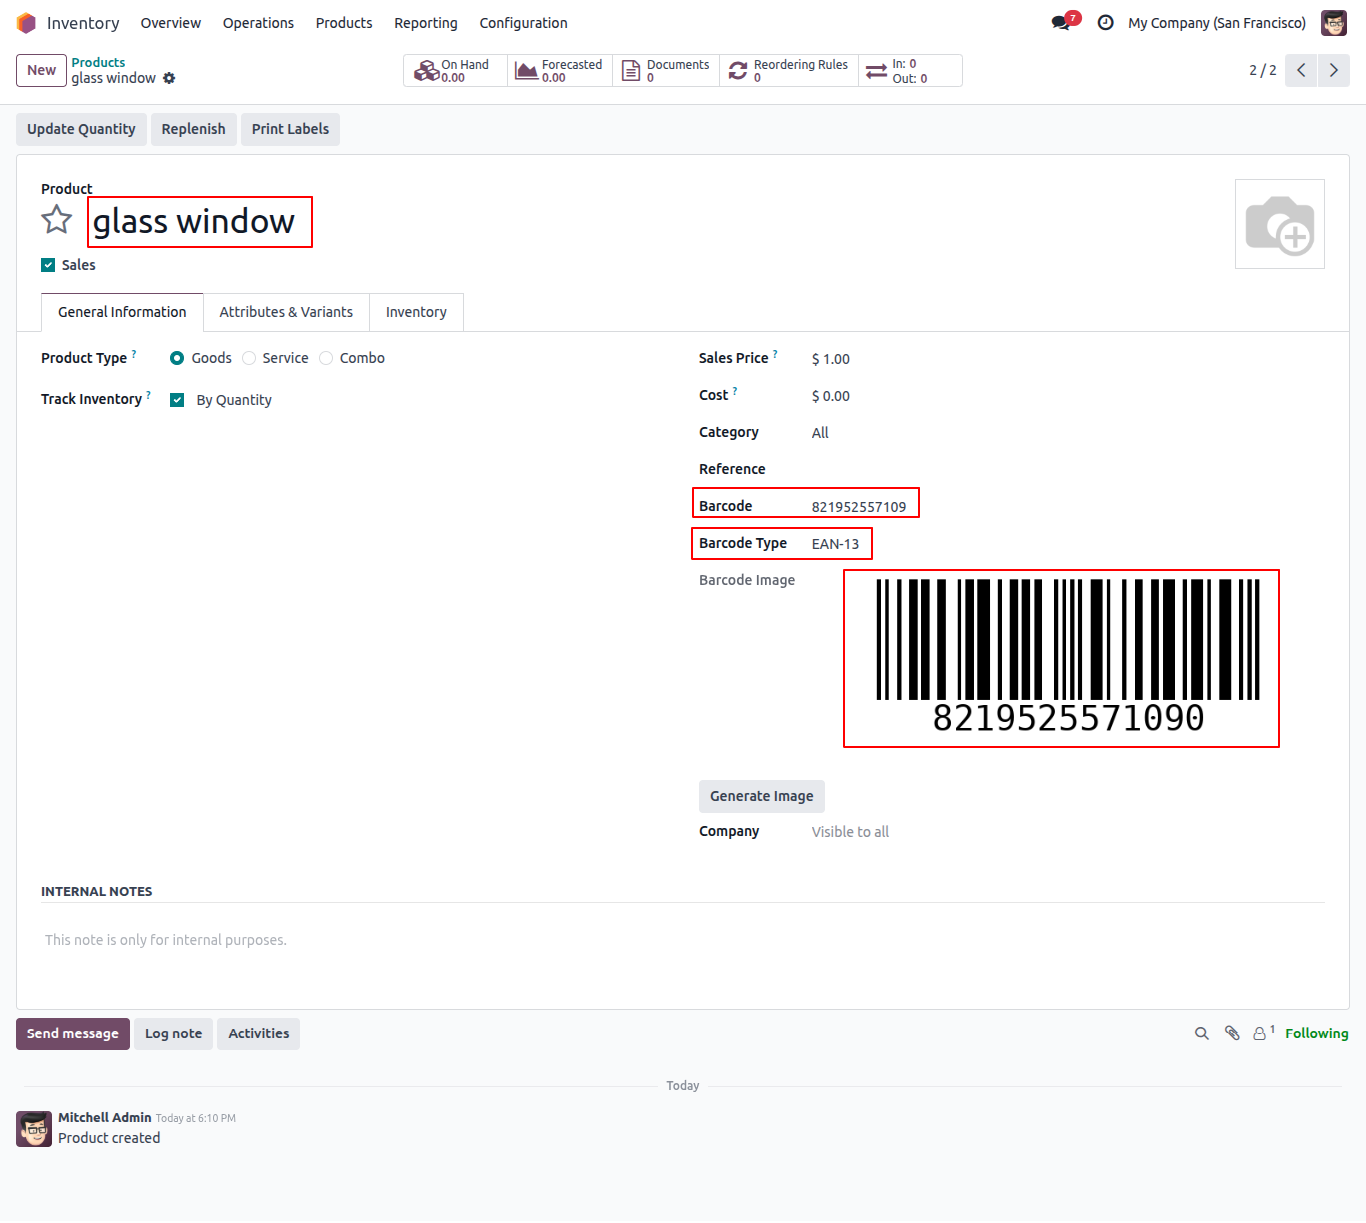 Inventory Overview Operations Products Reporting Configuration 7 My Company (San Francisco)
New Products
glass window
On Hand 0.00 Forecasted 0.00 Documents 0 Reordering Rules 0 In: 0 Out: 0 2 / 2
Update Quantity Replenish Print Labels
Product
glass window
Sales
General Information Attributes & Variants Inventory
Product Type ? Goods Service Combo
Track Inventory ? By Quantity
Sales Price ? $ 1.00
Cost ? $ 0.00
Category All
Reference
Barcode 821952557109
Barcode Type EAN-13
Barcode Image
8219525571090
Generate Image
Company Visible to all
INTERNAL NOTES
This note is only for internal purposes.
Send message Log note Activities 1 Following
Today
Mitchell Admin Today at 6:10 PM
Product created